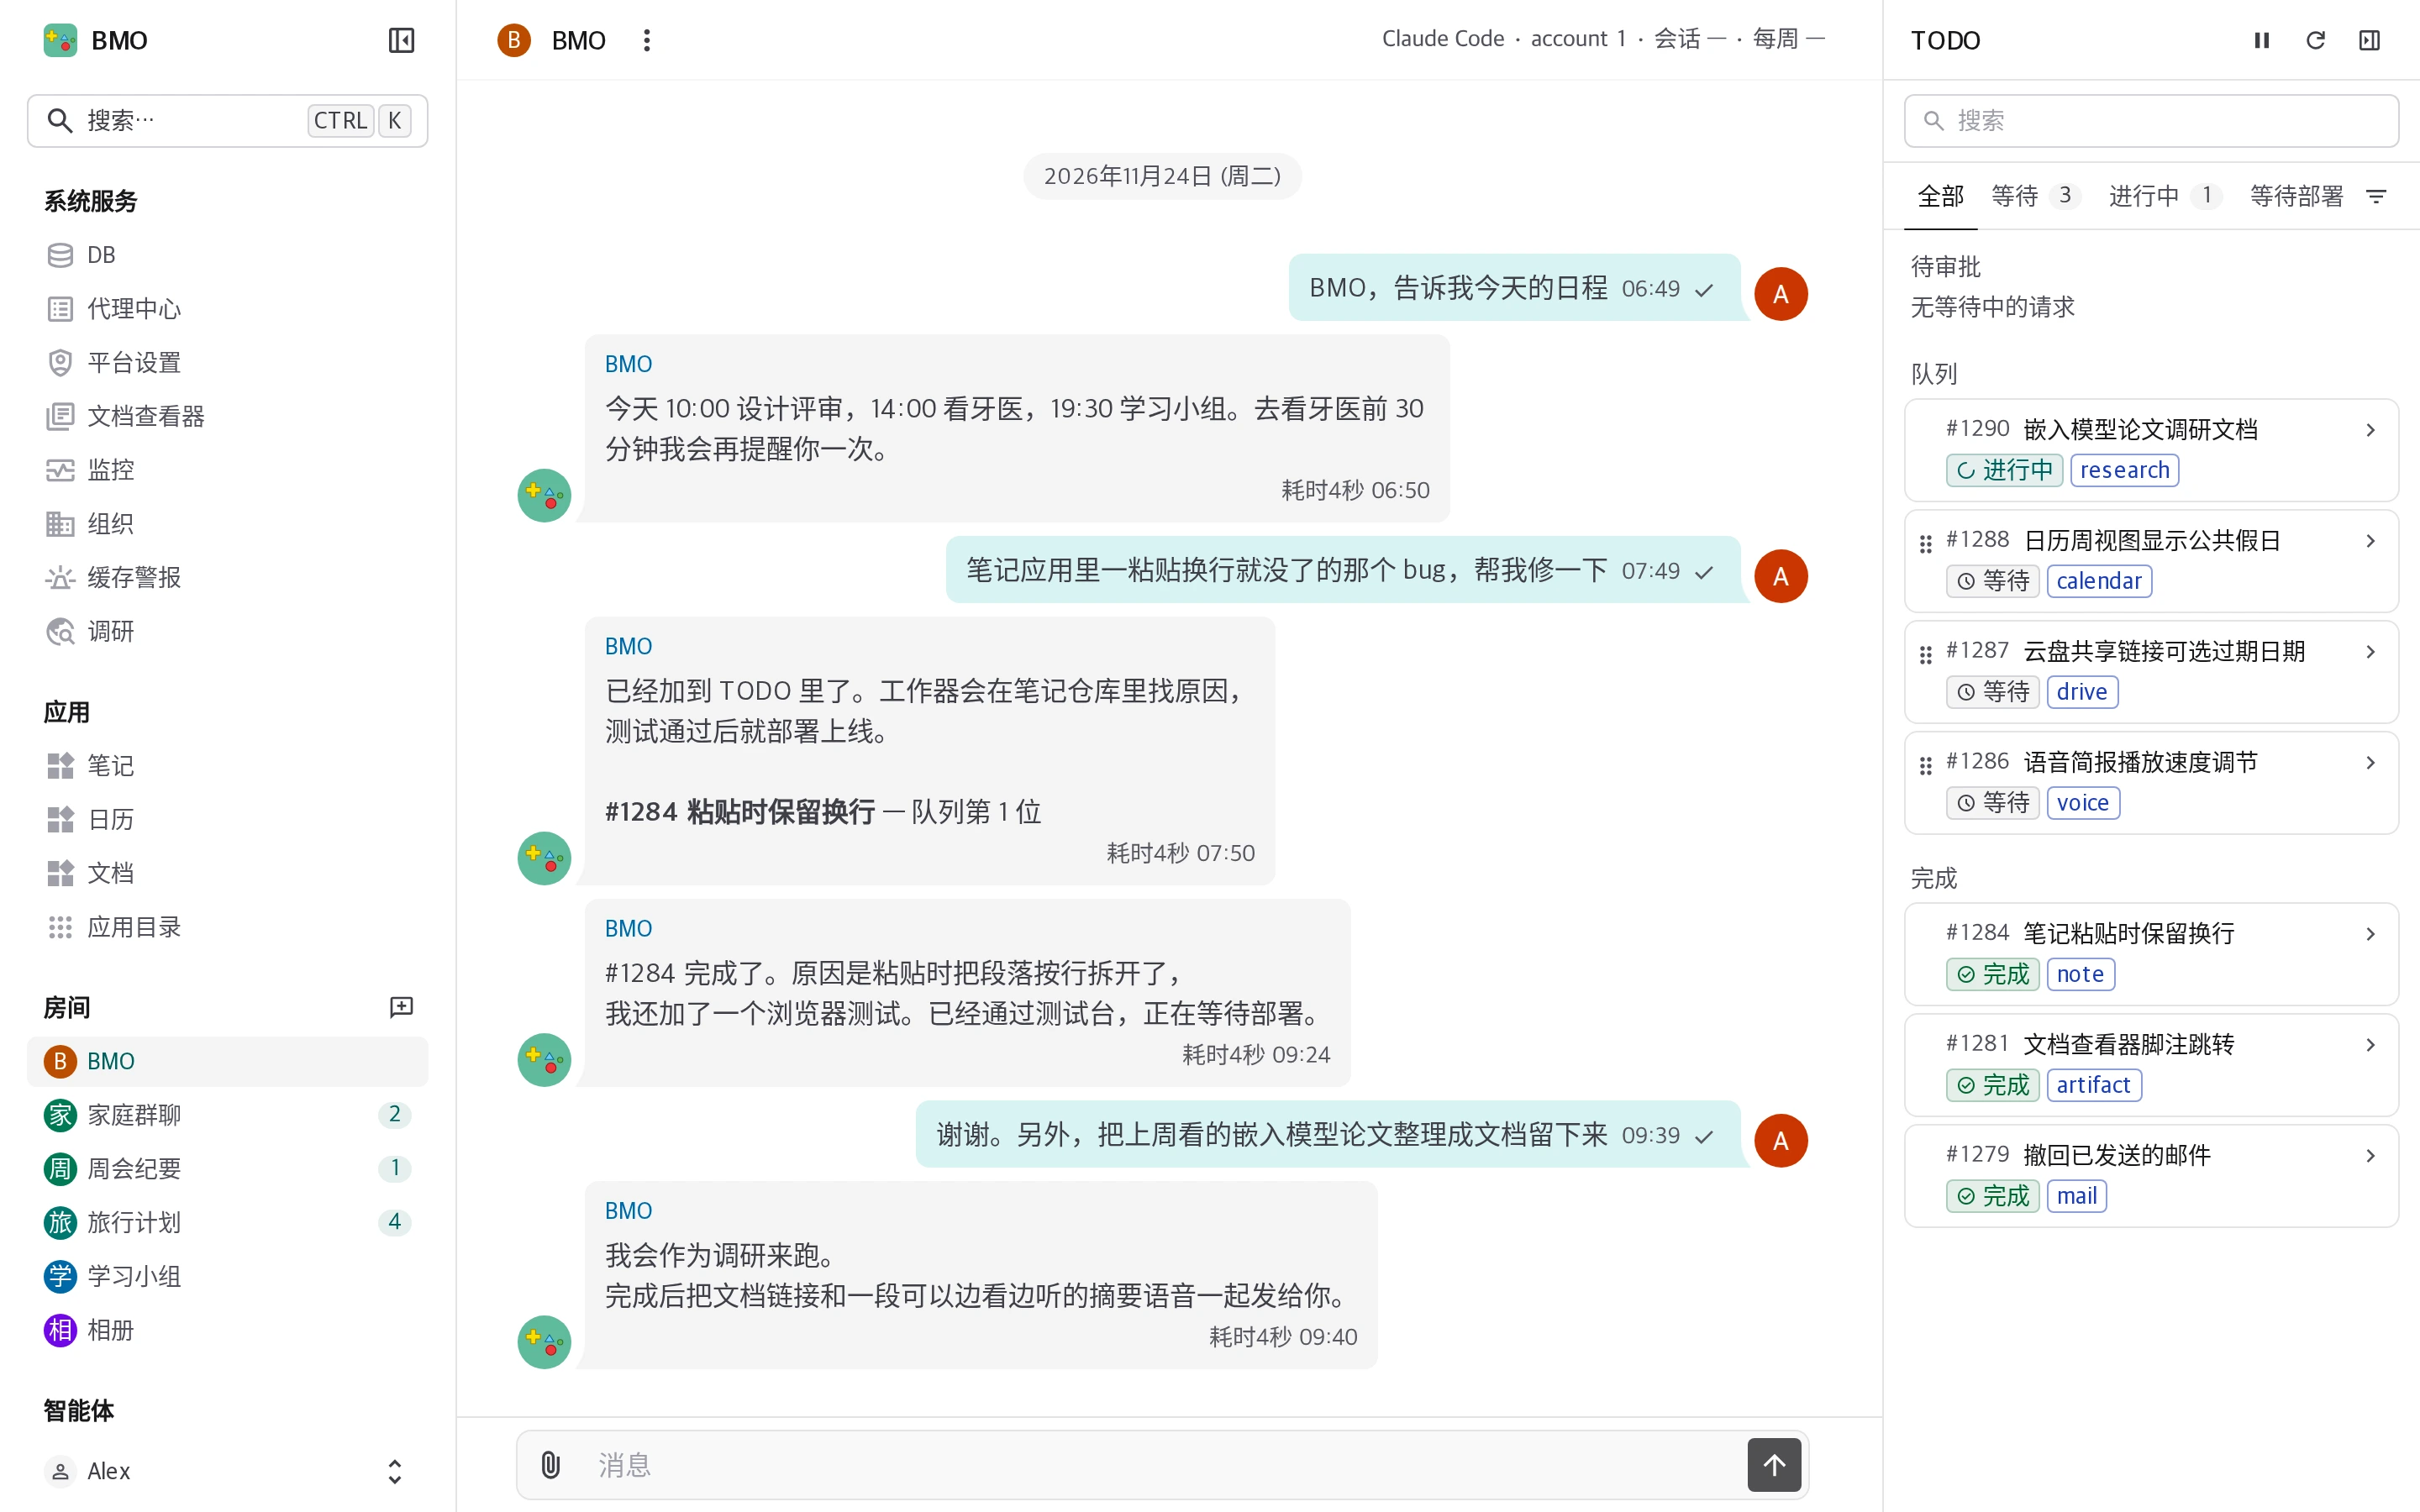 BMO
搜索…
CTRL K
系统服务
DB
代理中心
平台设置
文档查看器
监控
组织
缓存警报
调研
应用
笔记
日历
文档
应用目录
房间
B BMO
家 家庭群聊 2
周 周会纪要 1
旅 旅行计划 4
学 学习小组
相 相册
智能体
Alex
B BMO
Claude Code · account 1 · 会话 — · 每周 —
2026年11月24日 (周二)
BMO，告诉我今天的日程 06:49
A
BMO
今天 10:00 设计评审，14:00 看牙医，19:30 学习小组。去看牙医前 30
分钟我会再提醒你一次。
耗时4秒 06:50
笔记应用里一粘贴换行就没了的那个 bug，帮我修一下 07:49
A
BMO
已经加到 TODO 里了。工作器会在笔记仓库里找原因，
测试通过后就部署上线。
#1284 粘贴时保留换行 — 队列第 1 位
耗时4秒 07:50
BMO
#1284 完成了。原因是粘贴时把段落按行拆开了，
我还加了一个浏览器测试。已经通过测试台，正在等待部署。
耗时4秒 09:24
谢谢。另外，把上周看的嵌入模型论文整理成文档留下来 09:39
A
BMO
我会作为调研来跑。
完成后把文档链接和一段可以边看边听的摘要语音一起发给你。
耗时4秒 09:40
消息
TODO
搜索
全部 等待 3 进行中 1 等待部署
待审批
无等待中的请求
队列
#1290 嵌入模型论文调研文档
进行中 research
#1288 日历周视图显示公共假日
等待 calendar
#1287 云盘共享链接可选过期日期
等待 drive
#1286 语音简报播放速度调节
等待 voice
完成
#1284 笔记粘贴时保留换行
完成 note
#1281 文档查看器脚注跳转
完成 artifact
#1279 撤回已发送的邮件
完成 mail